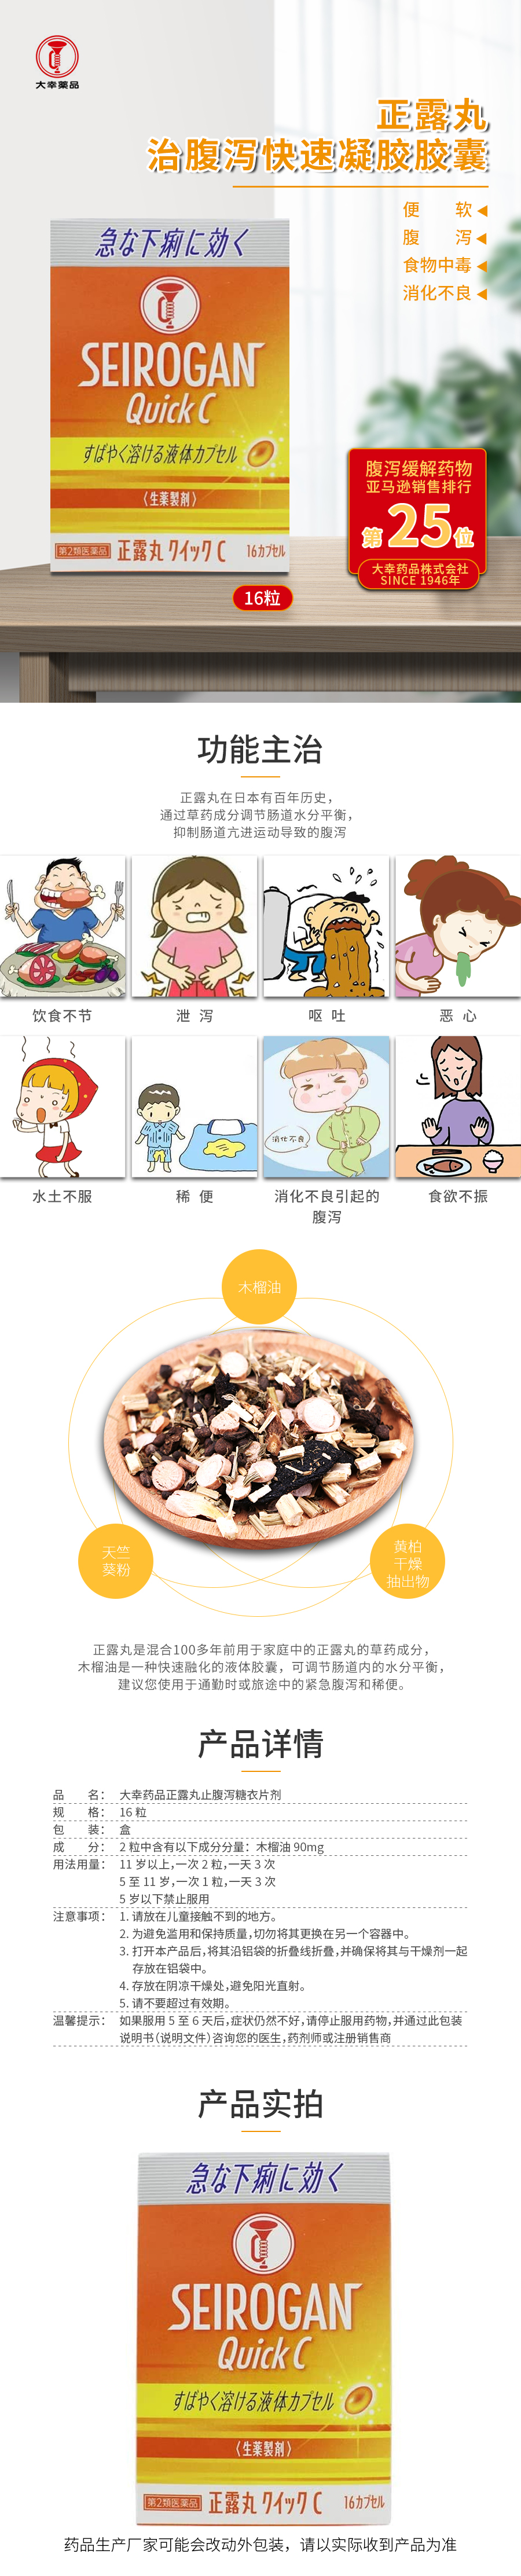 大幸薬品
正露丸
治腹泻快速凝胶胶囊
便 软
腹 泻
食物中毒
消化不良
急な下痢に効く
SEIROGAN
Quick C
すばやく溶ける液体カプセル
〈生薬製剤〉
第2類医薬品 正露丸 クイックC 16カプセル
16粒
腹泻缓解药物
亚马逊销售排行
第25位
大幸药品株式会社
SINCE 1946年
功能主治
正露丸在日本有百年历史，
通过草药成分调节肠道水分平衡，
抑制肠道亢进运动导致的腹泻
饮食不节 泄 泻 呕 吐 恶 心
消化不良
水土不服 稀 便 消化不良引起的 食欲不振
腹泻
木榴油
天竺
葵粉
黄柏
干燥
抽出物
正露丸是混合100多年前用于家庭中的正露丸的草药成分，
木榴油是一种快速融化的液体胶囊，可调节肠道内的水分平衡，
建议您使用于通勤时或旅途中的紧急腹泻和稀便。
产品详情
品 名： 大幸药品正露丸止腹泻糖衣片剂
规 格： 16 粒
包 装： 盒
成 分： 2 粒中含有以下成分分量：木榴油 90mg
用法用量： 11 岁以上，一次 2 粒，一天 3 次
5 至 11 岁，一次 1 粒，一天 3 次
5 岁以下禁止服用
注意事项： 1. 请放在儿童接触不到的地方。
2. 为避免滥用和保持质量，切勿将其更换在另一个容器中。
3. 打开本产品后，将其沿铝袋的折叠线折叠，并确保将其与干燥剂一起
存放在铝袋中。
4. 存放在阴凉干燥处，避免阳光直射。
5. 请不要超过有效期。
温馨提示： 如果服用 5 至 6 天后，症状仍然不好，请停止服用药物，并通过此包装
说明书（说明文件）咨询您的医生，药剂师或注册销售商
产品实拍
急な下痢に効く
SEIROGAN
Quick C
すばやく溶ける液体カプセル
〈生薬製剤〉
第2類医薬品 正露丸 クイックC 16カプセル
药品生产厂家可能会改动外包装，请以实际收到产品为准